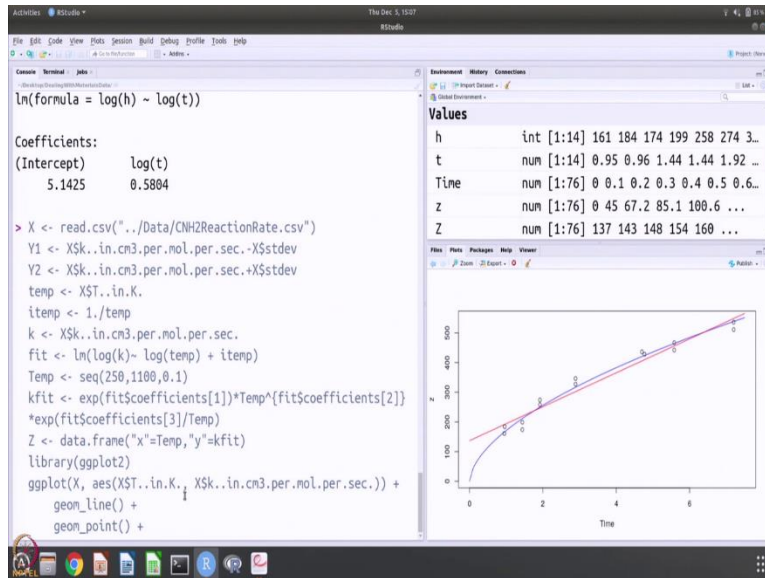 Activities RStudio Thu Dec 5, 15:07
RStudio
File Edit Code View Plots Session Build Debug Profile Tools Help
Go to file/function Addins
Console Terminal Jobs
lm(formula = log(h) ~ log(t))
Coefficients:
(Intercept) log(t)
5.1425 0.5804
> X <- read.csv("../Data/CNH2ReactionRate.csv")
Y1 <- X$k..in.cm3.per.mol.per.sec.-X$stdev
Y2 <- X$k..in.cm3.per.mol.per.sec.+X$stdev
temp <- X$T..in.K.
itemp <- 1./temp
k <- X$k..in.cm3.per.mol.per.sec.
fit <- lm(log(k)~ log(temp) + itemp)
Temp <- seq(250,1100,0.1)
kfit <- exp(fit$coefficients[1])*Temp^{fit$coefficients[2]}
*exp(fit$coefficients[3]/Temp)
Z <- data.frame("x"=Temp,"y"=kfit)
library(ggplot2)
ggplot(X, aes(X$T..in.K., X$k..in.cm3.per.mol.per.sec.)) +
geom_line() +
geom_point() +
Environment History Connections
Import Dataset List
Global Environment
Values
h int [1:14] 161 184 174 199 258 274 3…
t num [1:14] 0.95 0.96 1.44 1.44 1.92 …
Time num [1:76] 0 0.1 0.2 0.3 0.4 0.5 0.6…
z num [1:76] 0 45 67.2 85.1 100.6 ...
Z num [1:76] 137 143 148 154 160 ...
Files Plots Packages Help Viewer
Zoom Export Publish
500
400
300
200
100
0
0 2 4 6
Time
NPTEL